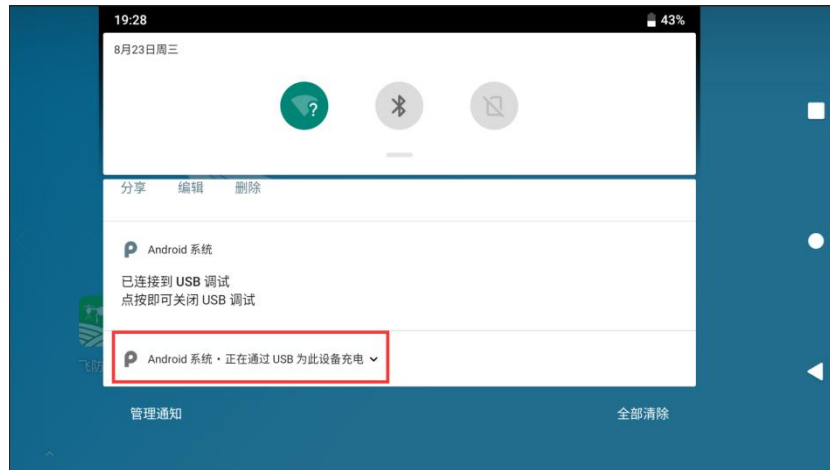 19:28
43%
8月23日周三
?
分享 编辑 删除
Android 系统
已连接到 USB 调试
点按即可关闭 USB 调试
Android 系统 • 正在通过 USB 为此设备充电
飞防
管理通知
全部清除